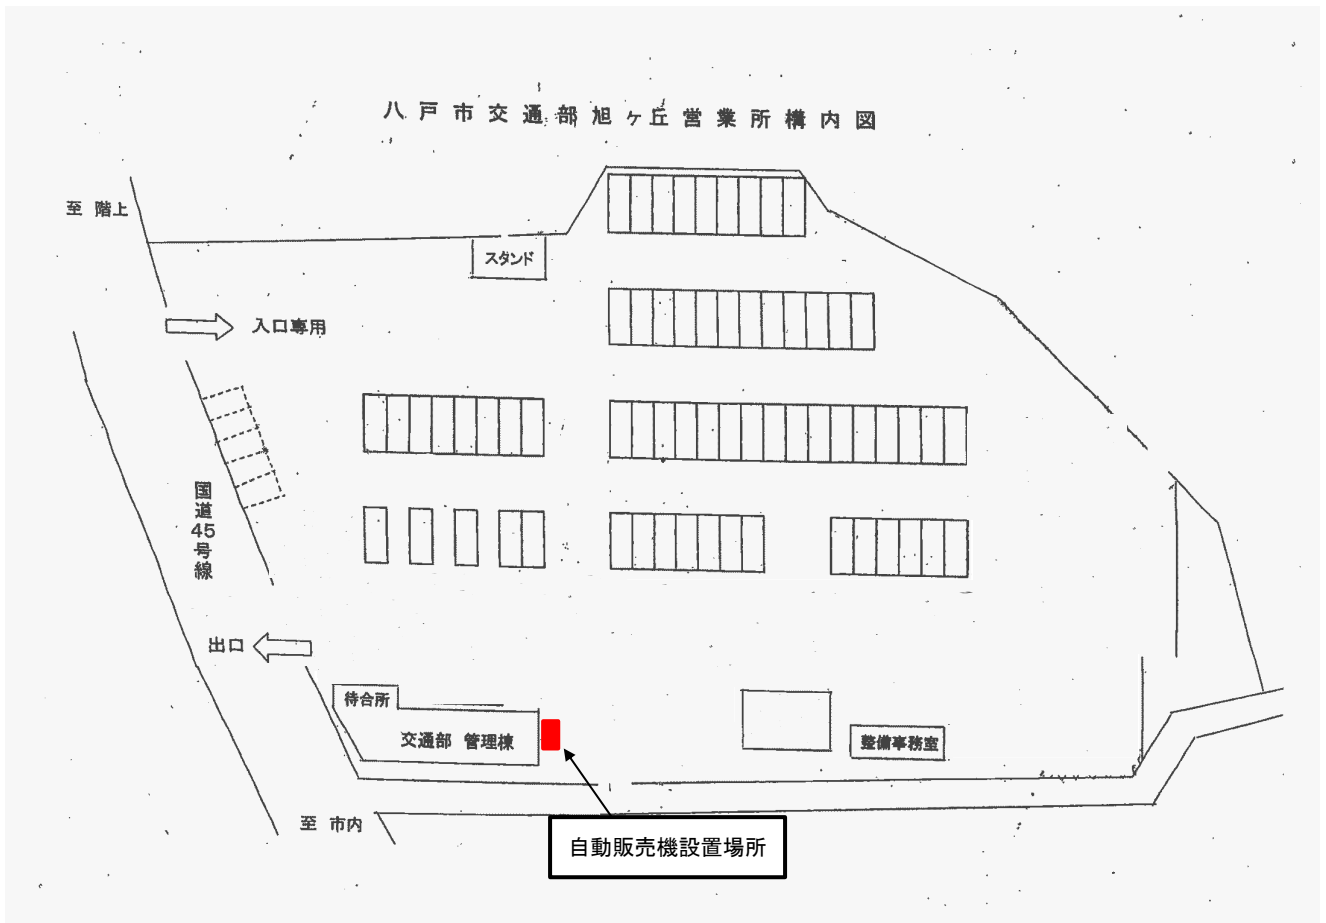 八戸市交通部旭ヶ丘営業所構内図
至 階上
スタンド
入口専用
国道45号線
出口
待合所
交通部 管理棟
整備事務室
至 市内
自動販売機設置場所